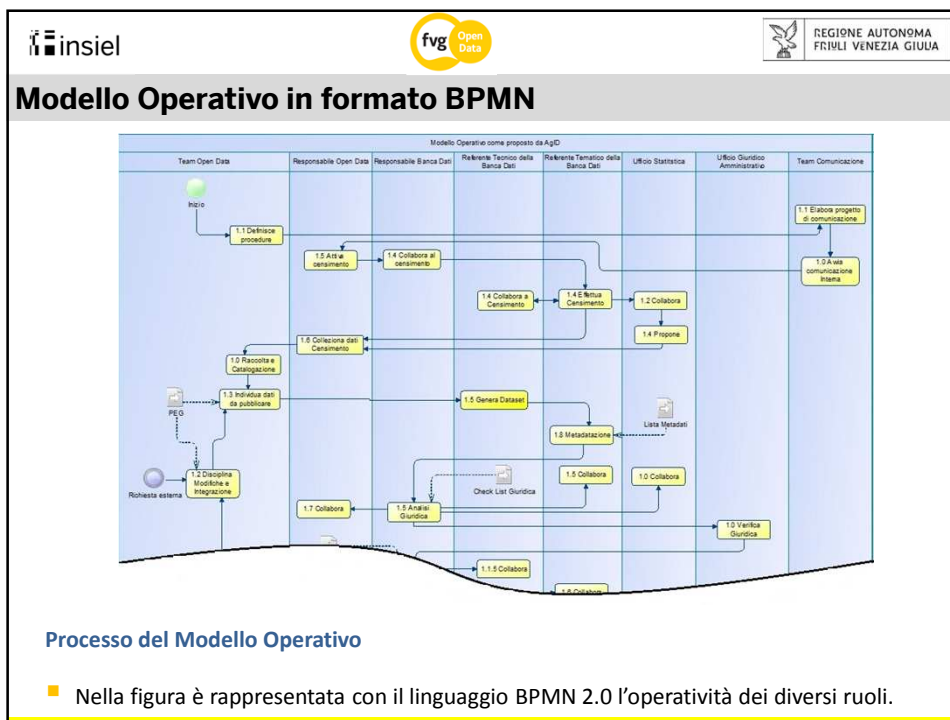 insiel
fvg Open Data
REGIONE AUTONOMA
FRIULI VENEZIA GIULIA
Modello Operativo in formato BPMN
Modello Operativo come proposto da AgID
Team Open Data
Responsabile Open Data
Responsabile Banca Dati
Referente Tecnico della Banca Dati
Referente Tematico della Banca Dati
Ufficio Statitstica
Ufficio Giuridico Amministrativo
Team Comunicazione
Inizio
1.1 Elabora progetto di comunicazione
1.1 Definisce procedure
1.5 Attiva censimento
1.4 Collabora al censimento
1.0 Avvia comunicazione Interna
1.4 Collabora a Censimento
1.4 Effettua Censimento
1.2 Collabora
1.4 Propone
1.6 Colleziona dati Censimento
1.0 Raccolta e Catalogazione
1.3 Individua dati da pubblicare
PEG
1.5 Genera Dataset
Lista Metadati
1.8 Metadatazione
1.2 Disciplina Modifiche e Integrazione
Richiesta esterna
Check List Giuridica
1.5 Collabora
1.0 Collabora
1.7 Collabora
1.5 Analisi Giuridica
1.0 Verifica Giuridica
1.1.5 Collabora
1.6 Collabora
Processo del Modello Operativo
Nella figura è rappresentata con il linguaggio BPMN 2.0 l'operatività dei diversi ruoli.